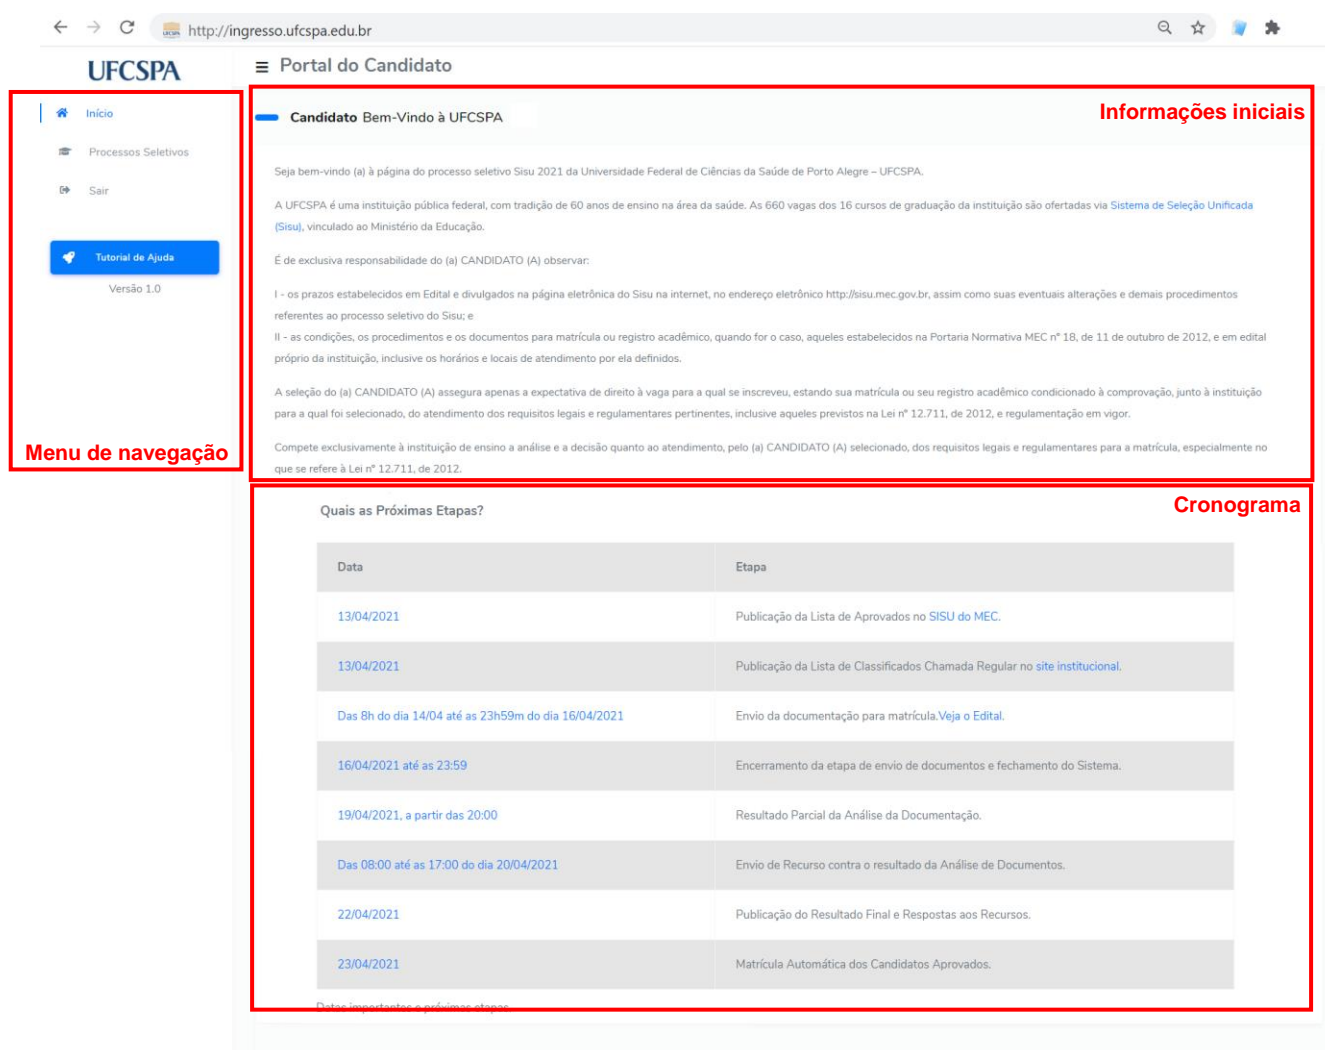 http://ingresso.ufcspa.edu.br
UFCSPA
Portal do Candidato
Início
Processos Seletivos
Sair
Tutorial de Ajuda
Versão 1.0
Menu de navegação
Informações iniciais
Candidato Bem-Vindo à UFCSPA
Seja bem-vindo (a) à página do processo seletivo Sisu 2021 da Universidade Federal de Ciências da Saúde de Porto Alegre – UFCSPA.
A UFCSPA é uma instituição pública federal, com tradição de 60 anos de ensino na área da saúde. As 660 vagas dos 16 cursos de graduação da instituição são ofertadas via Sistema de Seleção Unificada
(Sisu), vinculado ao Ministério da Educação.
É de exclusiva responsabilidade do (a) CANDIDATO (A) observar:
I - os prazos estabelecidos em Edital e divulgados na página eletrônica do Sisu na internet, no endereço eletrônico http://sisu.mec.gov.br, assim como suas eventuais alterações e demais procedimentos
referentes ao processo seletivo do Sisu; e
II - as condições, os procedimentos e os documentos para matrícula ou registro acadêmico, quando for o caso, aqueles estabelecidos na Portaria Normativa MEC nº 18, de 11 de outubro de 2012, e em edital
próprio da instituição, inclusive os horários e locais de atendimento por ela definidos.
A seleção do (a) CANDIDATO (A) assegura apenas a expectativa de direito à vaga para a qual se inscreveu, estando sua matrícula ou seu registro acadêmico condicionado à comprovação, junto à instituição
para a qual foi selecionado, do atendimento dos requisitos legais e regulamentares pertinentes, inclusive aqueles previstos na Lei nº 12.711, de 2012, e regulamentação em vigor.
Compete exclusivamente à instituição de ensino a análise e a decisão quanto ao atendimento, pelo (a) CANDIDATO (A) selecionado, dos requisitos legais e regulamentares para a matrícula, especialmente no
que se refere à Lei nº 12.711, de 2012.
Cronograma
Quais as Próximas Etapas?
Data Etapa
13/04/2021 Publicação da Lista de Aprovados no SISU do MEC.
13/04/2021 Publicação da Lista de Classificados Chamada Regular no site institucional.
Das 8h do dia 14/04 até as 23h59m do dia 16/04/2021 Envio da documentação para matrícula.Veja o Edital.
16/04/2021 até as 23:59 Encerramento da etapa de envio de documentos e fechamento do Sistema.
19/04/2021, a partir das 20:00 Resultado Parcial da Análise da Documentação.
Das 08:00 até as 17:00 do dia 20/04/2021 Envio de Recurso contra o resultado da Análise de Documentos.
22/04/2021 Publicação do Resultado Final e Respostas aos Recursos.
23/04/2021 Matrícula Automática dos Candidatos Aprovados.
Datas importantes e próximas etapas.